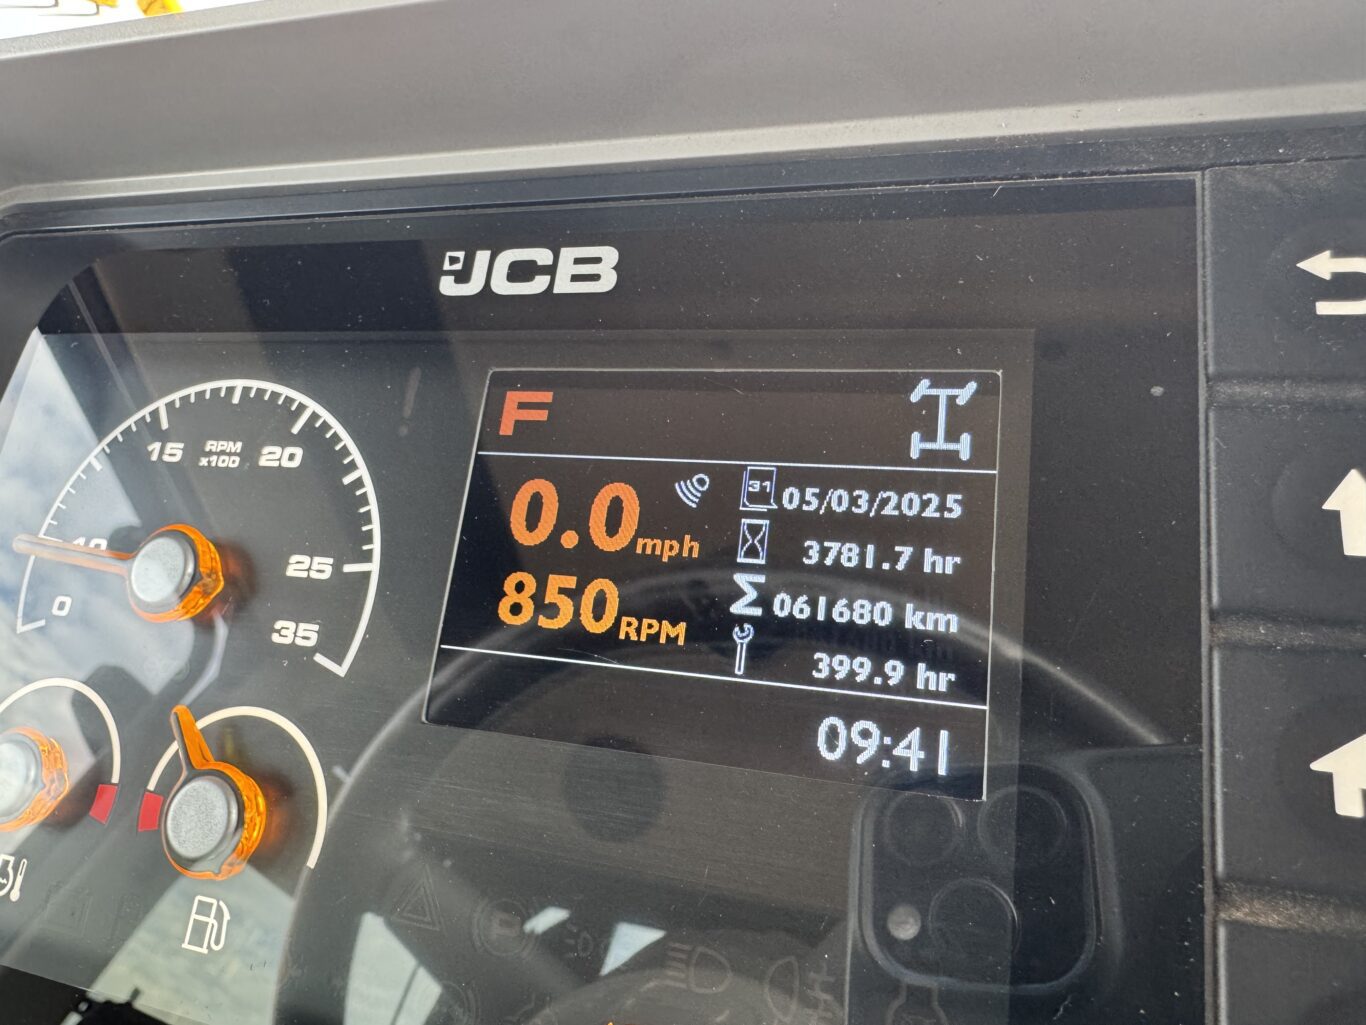 JCB
F
0.0 mph
850 RPM
31 05/03/2025
3781.7 hr
Σ 061680 km
399.9 hr
09:41
RPM
x100
0
10
15
20
25
35